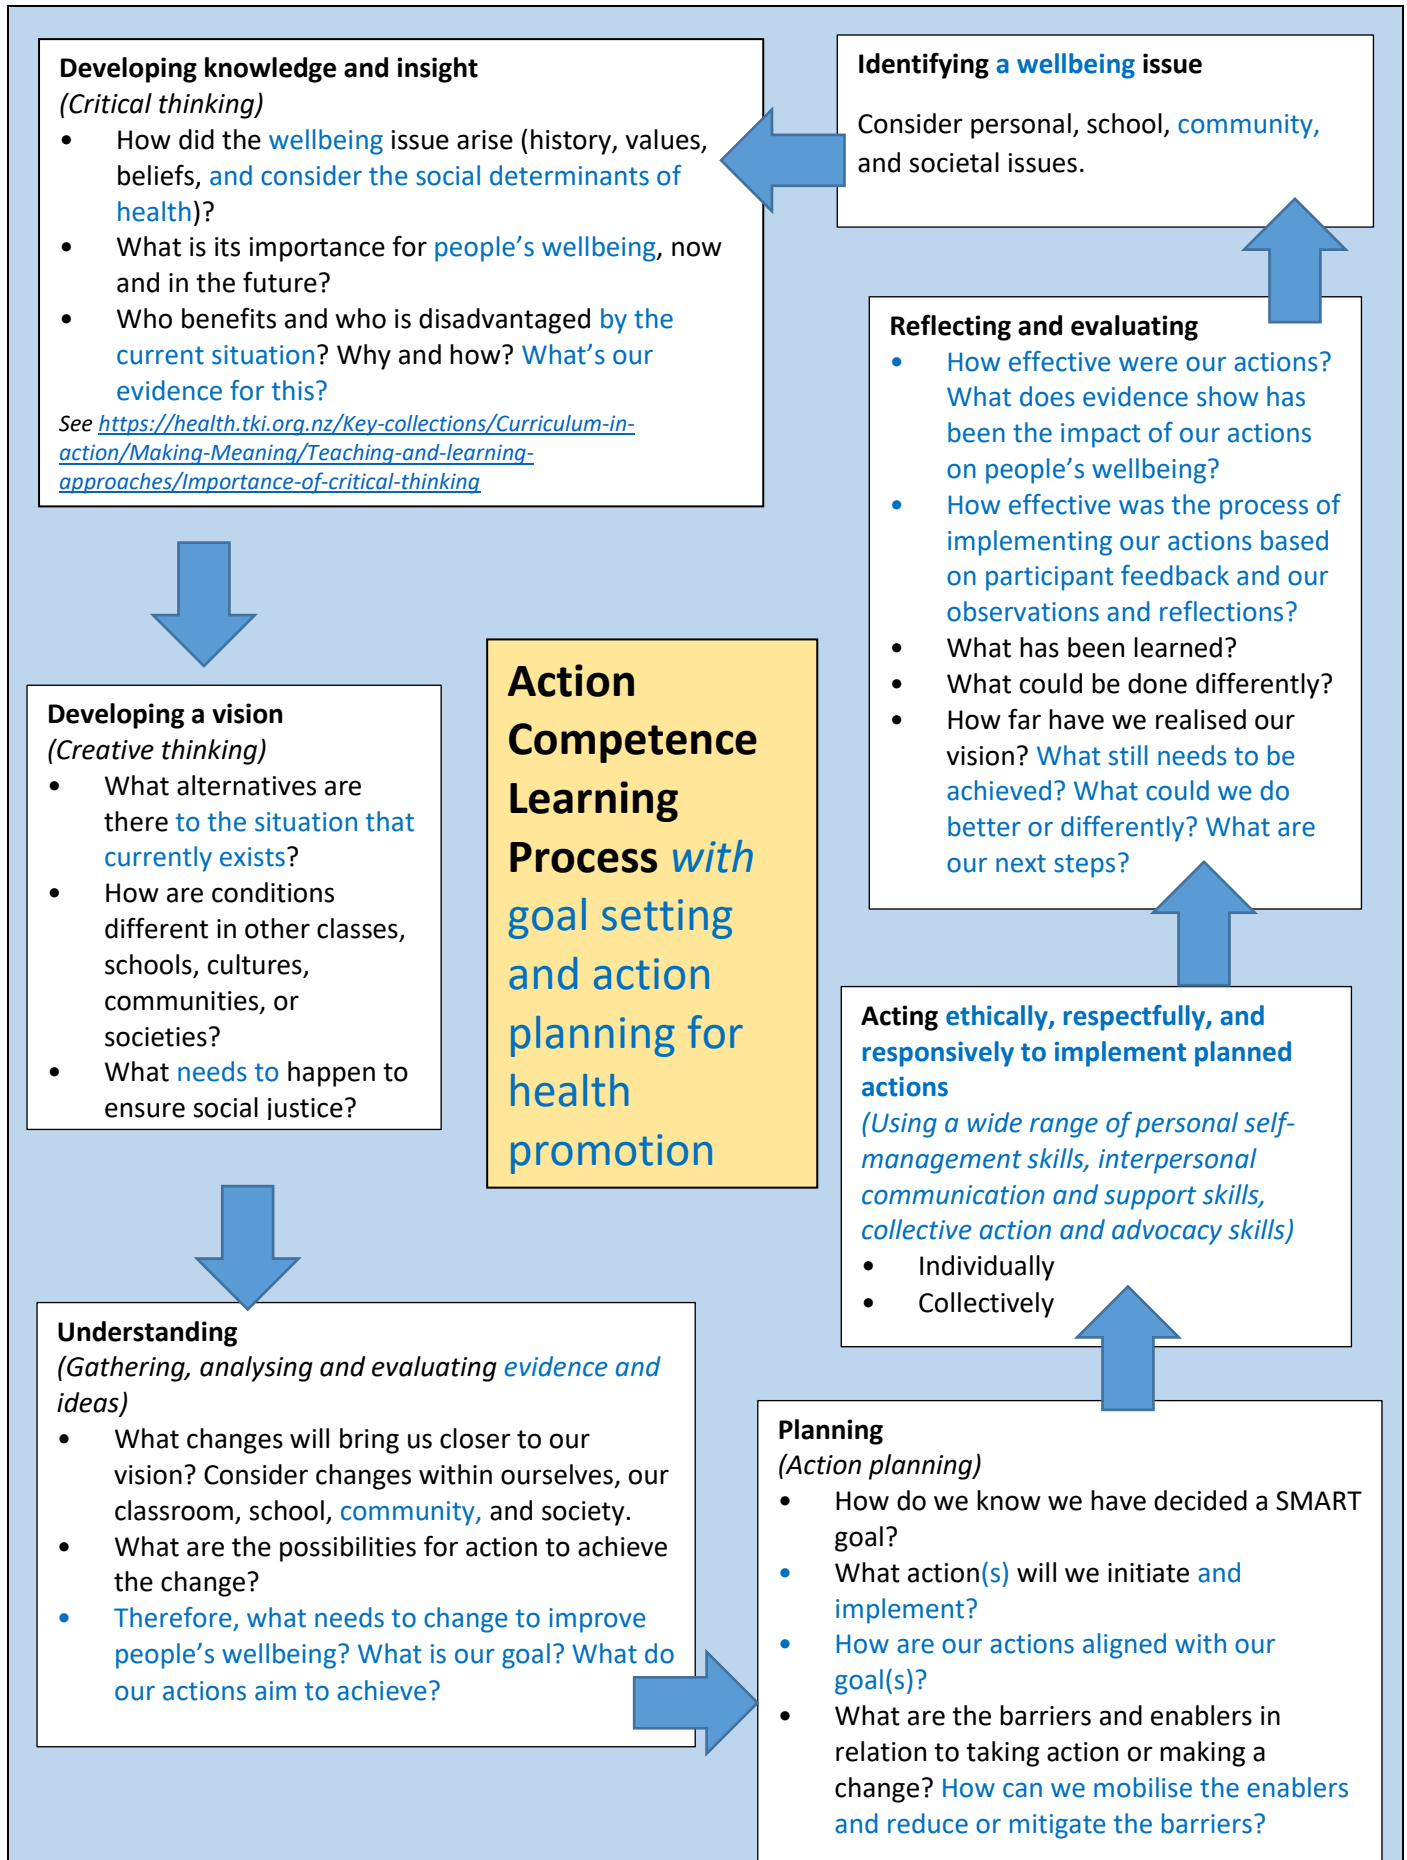 Identifying a wellbeing issue
Consider personal, school, community,
and societal issues.
Developing knowledge and insight
(Critical thinking)
• How did the wellbeing issue arise (history, values,
beliefs, and consider the social determinants of
health)?
• What is its importance for people’s wellbeing, now
and in the future?
• Who benefits and who is disadvantaged by the
current situation? Why and how? What’s our
evidence for this?
See https://health.tki.org.nz/Key-collections/Curriculum-in-
action/Making-Meaning/Teaching-and-learning-
approaches/Importance-of-critical-thinking
Developing a vision
(Creative thinking)
• What alternatives are
there to the situation that
currently exists?
• How are conditions
different in other classes,
schools, cultures,
communities, or
societies?
• What needs to happen to
ensure social justice?
Action
Competence
Learning
Process with
goal setting
and action
planning for
health
promotion
Understanding
(Gathering, analysing and evaluating evidence and
ideas)
• What changes will bring us closer to our
vision? Consider changes within ourselves, our
classroom, school, community, and society.
• What are the possibilities for action to achieve
the change?
• Therefore, what needs to change to improve
people’s wellbeing? What is our goal? What do
our actions aim to achieve?
Planning
(Action planning)
• How do we know we have decided a SMART
goal?
• What action(s) will we initiate and
implement?
• How are our actions aligned with our
goal(s)?
• What are the barriers and enablers in
relation to taking action or making a
change? How can we mobilise the enablers
and reduce or mitigate the barriers?
Acting ethically, respectfully, and
responsively to implement planned
actions
(Using a wide range of personal self-
management skills, interpersonal
communication and support skills,
collective action and advocacy skills)
• Individually
• Collectively
Reflecting and evaluating
• How effective were our actions?
What does evidence show has
been the impact of our actions
on people’s wellbeing?
• How effective was the process of
implementing our actions based
on participant feedback and our
observations and reflections?
• What has been learned?
• What could be done differently?
• How far have we realised our
vision? What still needs to be
achieved? What could we do
better or differently? What are
our next steps?